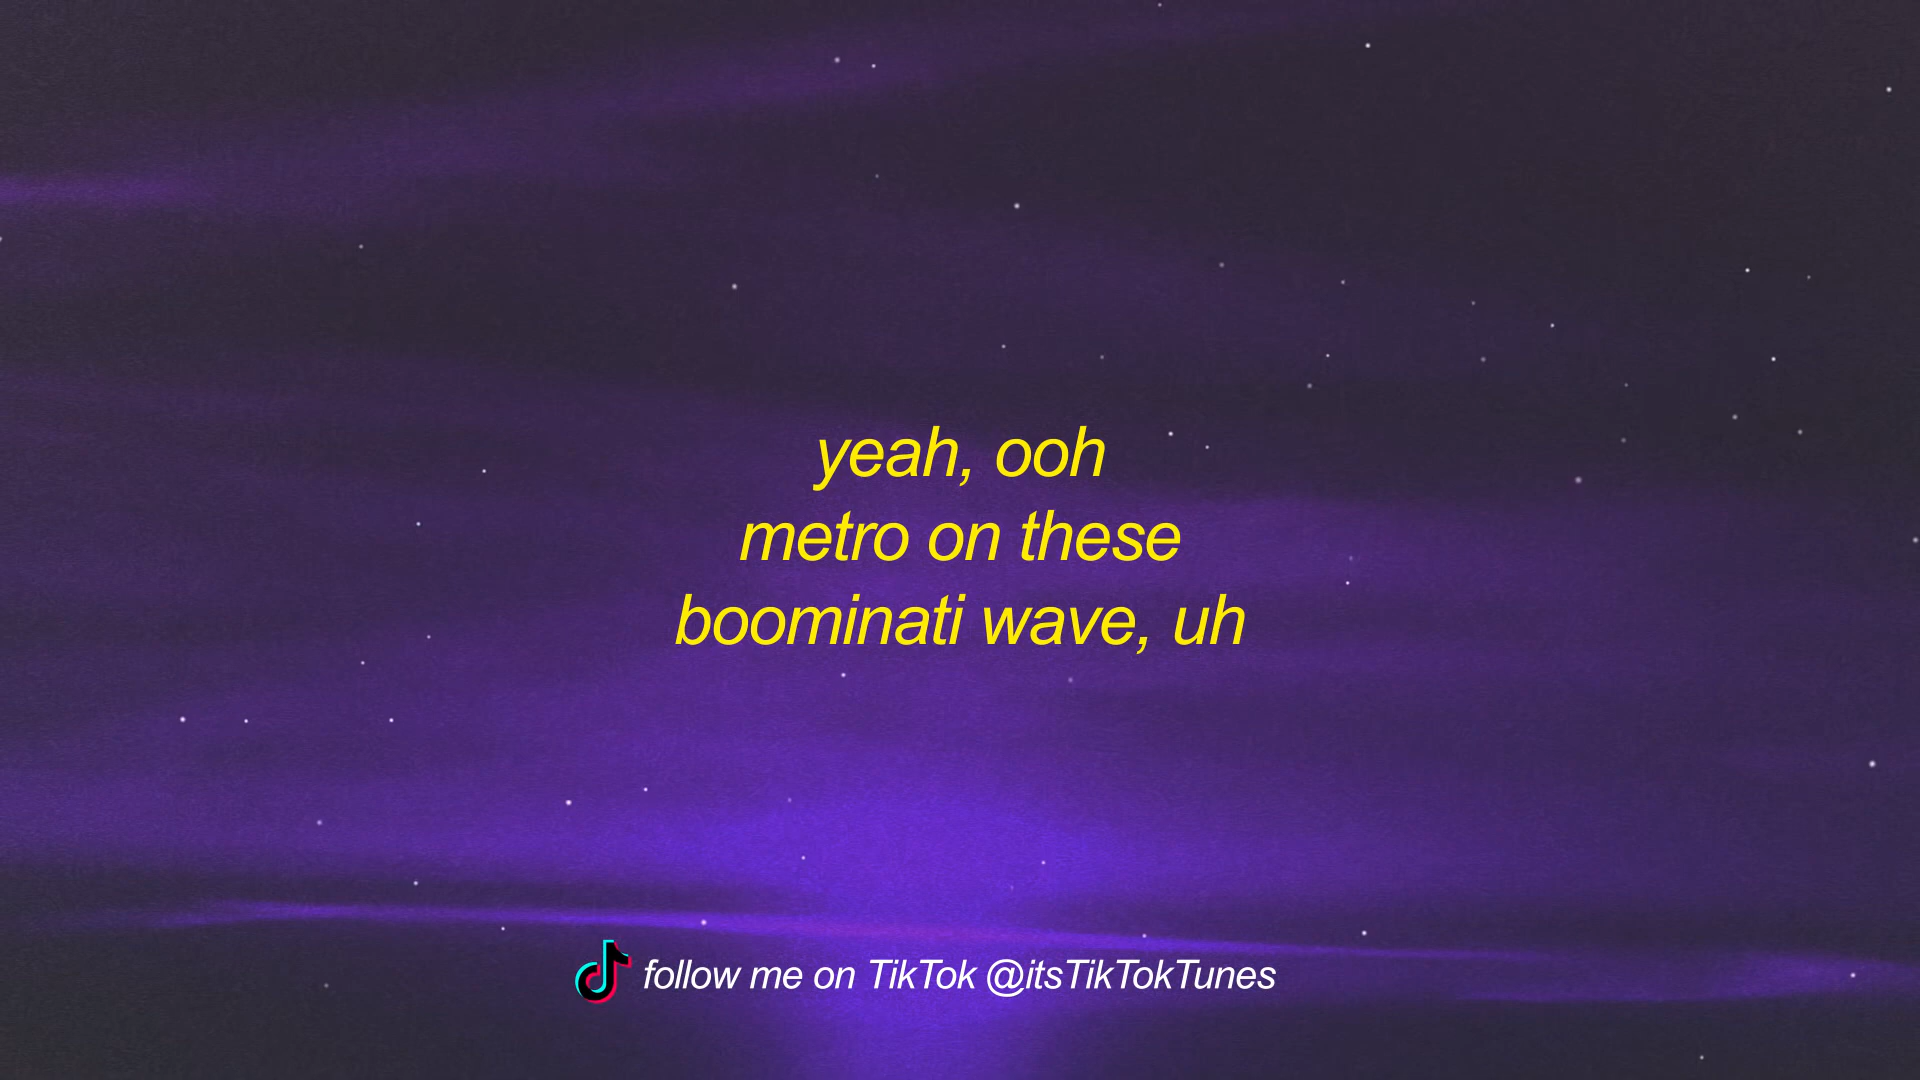 yeah, ooh
metro on these
boominati wave, uh
follow me on TikTok @itsTikTokTunes